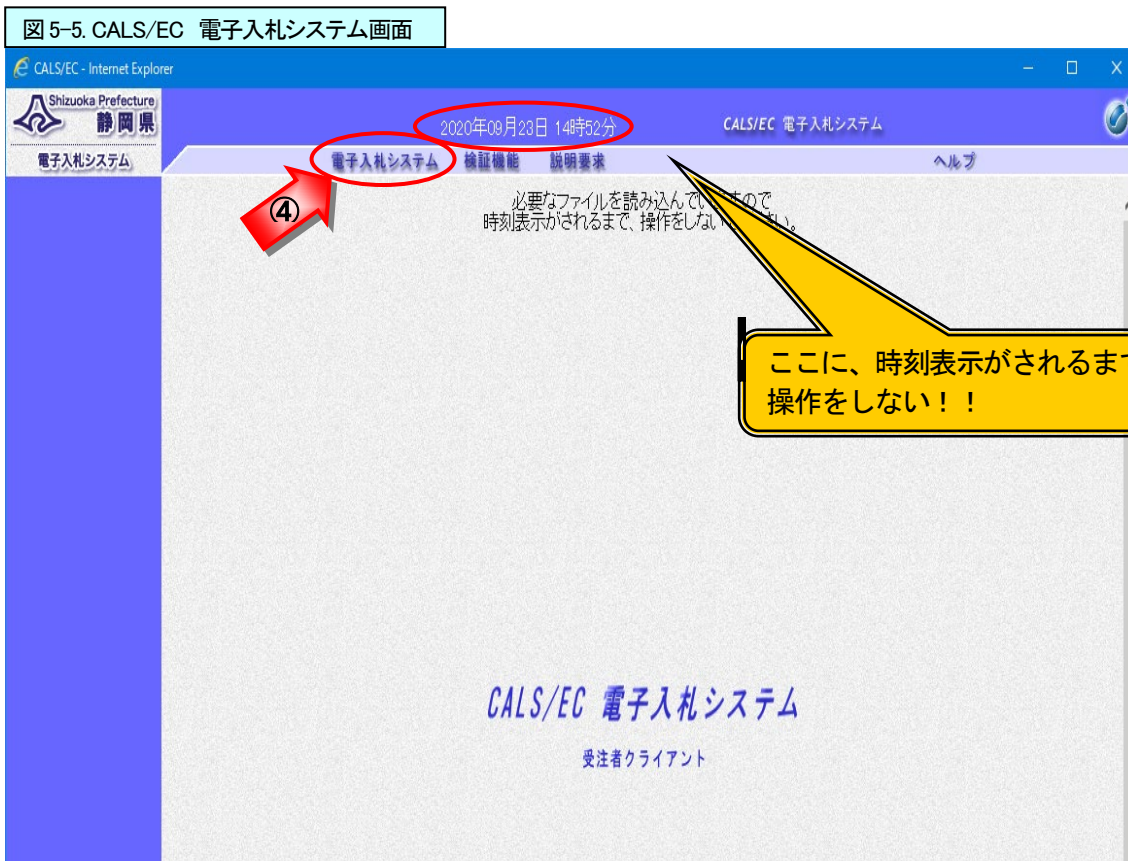 図 5-5. CALS/EC 電子入札システム画面
CALS/EC - Internet Explorer
Shizuoka Prefecture
静岡県
2020年09月23日 14時52分
CALS/EC 電子入札システム
電子入札システム
電子入札システム 検証機能 説明要求 ヘルプ
④
必要なファイルを読み込んで
時刻表示がされるまで、操作をしない
ここに、時刻表示がされるまで
操作をしない！！
CALS/EC 電子入札システム
受注者クライアント